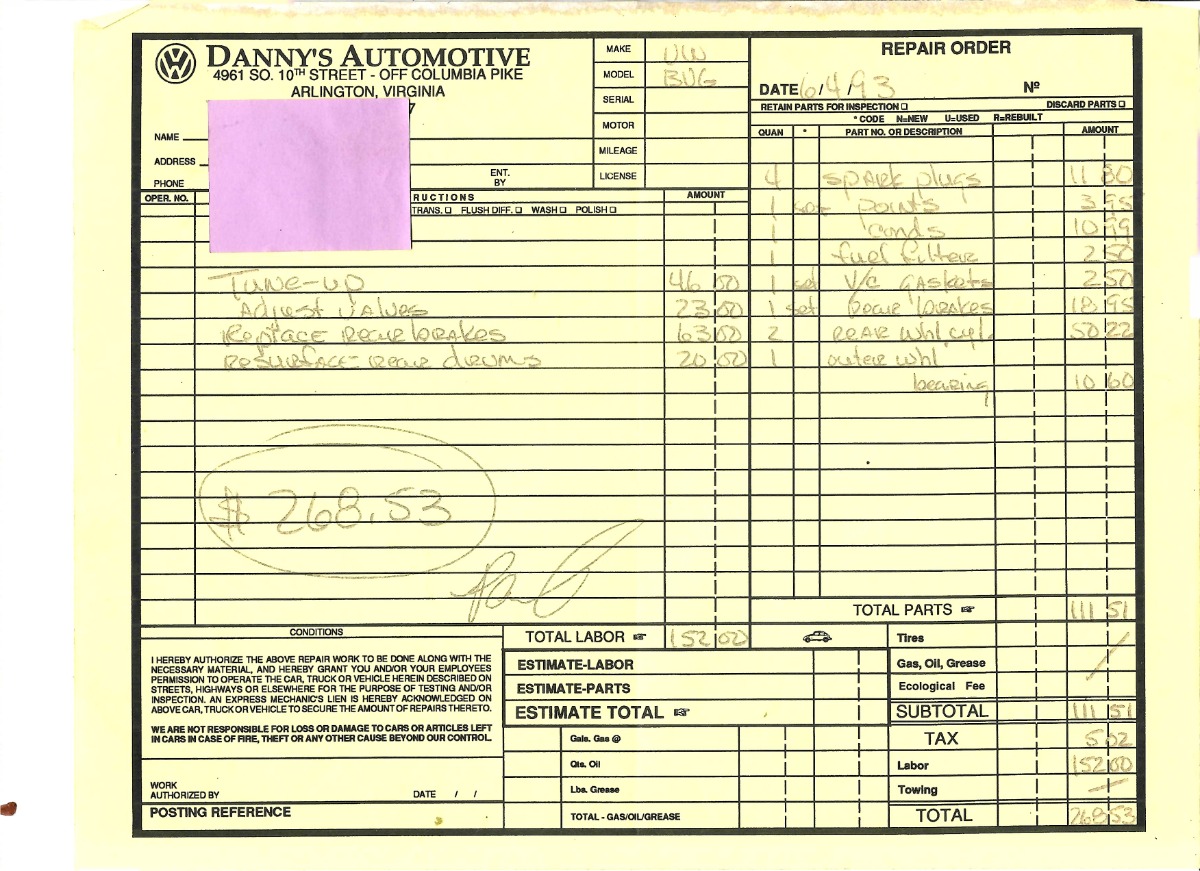 DANNY'S AUTOMOTIVE
4961 SO. 10TH STREET - OFF COLUMBIA PIKE
ARLINGTON, VIRGINIA
7
NAME
ADDRESS
PHONE
ENT. BY
MAKE VW
MODEL BUG
SERIAL
MOTOR
MILEAGE
LICENSE
REPAIR ORDER
DATE 6/4/93 Nº
RETAIN PARTS FOR INSPECTION ☐ DISCARD PARTS ☐
* CODE N=NEW U=USED R=REBUILT
QUAN * PART NO. OR DESCRIPTION AMOUNT
4 spark plugs 11 80
1 set points 3 95
1 conds 10 99
1 fuel filter 2 50
1 set V/C gaskets 2 50
1 set rear brakes 18 95
2 rear whl. cyl. 50 22
1 outer whl
bearing 10 60
TOTAL PARTS 111 51
OPER. NO. RUCTIONS AMOUNT
TRANS. ☐ FLUSH DIFF. ☐ WASH ☐ POLISH ☐
Tune-up 46 00
Adjust valves 23 00
Replace rear brakes 63 00
Resurface rear drums 20 00
$ 268.53
TOTAL LABOR 152 00
CONDITIONS
I HEREBY AUTHORIZE THE ABOVE REPAIR WORK TO BE DONE ALONG WITH THE
NECESSARY MATERIAL, AND HEREBY GRANT YOU AND/OR YOUR EMPLOYEES
PERMISSION TO OPERATE THE CAR, TRUCK OR VEHICLE HEREIN DESCRIBED ON
STREETS, HIGHWAYS OR ELSEWHERE FOR THE PURPOSE OF TESTING AND/OR
INSPECTION. AN EXPRESS MECHANIC'S LIEN IS HEREBY ACKNOWLEDGED ON
ABOVE CAR, TRUCK OR VEHICLE TO SECURE THE AMOUNT OF REPAIRS THERETO.
WE ARE NOT RESPONSIBLE FOR LOSS OR DAMAGE TO CARS OR ARTICLES LEFT
IN CARS IN CASE OF FIRE, THEFT OR ANY OTHER CAUSE BEYOND OUR CONTROL.
WORK
AUTHORIZED BY DATE / /
POSTING REFERENCE
ESTIMATE-LABOR
ESTIMATE-PARTS
ESTIMATE TOTAL
Gals. Gas @
Qts. Oil
Lbs. Grease
TOTAL - GAS/OIL/GREASE
Tires
Gas, Oil, Grease
Ecological Fee
SUBTOTAL 111 51
TAX 5 02
Labor 152 00
Towing
TOTAL 268 53